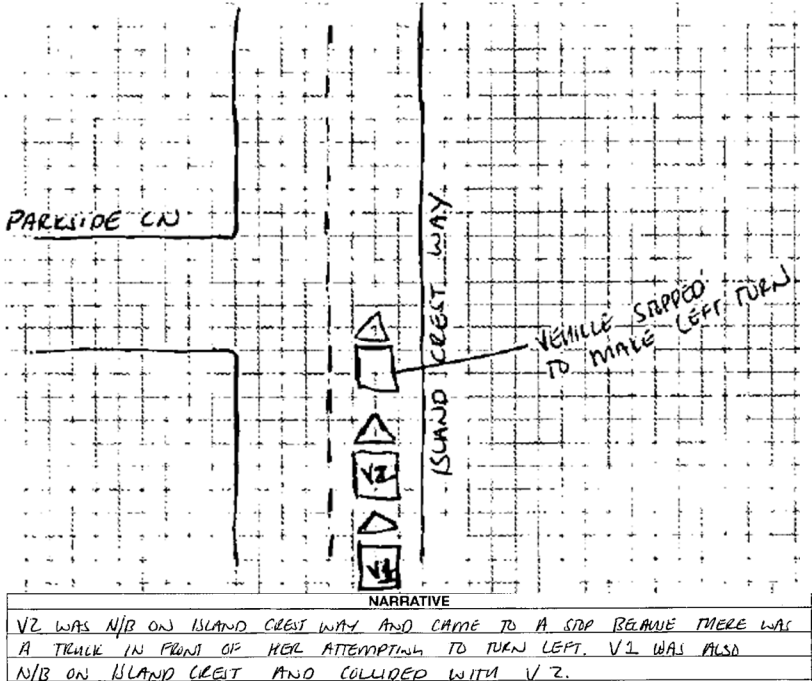 PARKSIDE LN
ISLAND CREST WAY
VEHICLE STOPPED
TO MAKE LEFT TURN
V2
V1
NARRATIVE
V2 WAS N/B ON ISLAND CREST WAY AND CAME TO A STOP BECAUSE THERE WAS
A TRUCK IN FRONT OF HER ATTEMPTING TO TURN LEFT. V1 WAS ALSO
N/B ON ISLAND CREST AND COLLIDED WITH V2.